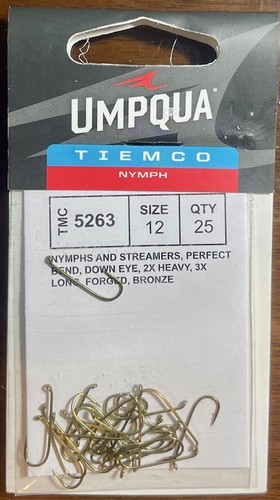 UMPQUA
TIEMCO
NYMPH
TMC 5263 SIZE 12 QTY 25
NYMPHS AND STREAMERS, PERFECT
BEND, DOWN EYE, 2X HEAVY, 3X
LONG, FORGED, BRONZE